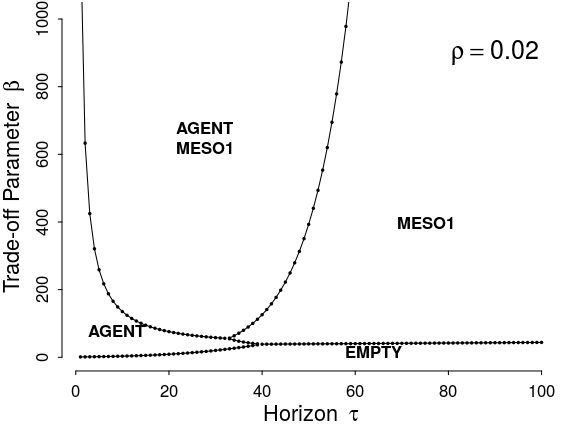 ρ = 0.02
1000
800
600
400
200
0
Trade-off Parameter β
AGENT
MESO1
MESO1
AGENT
EMPTY
0 20 40 60 80 100
Horizon τ